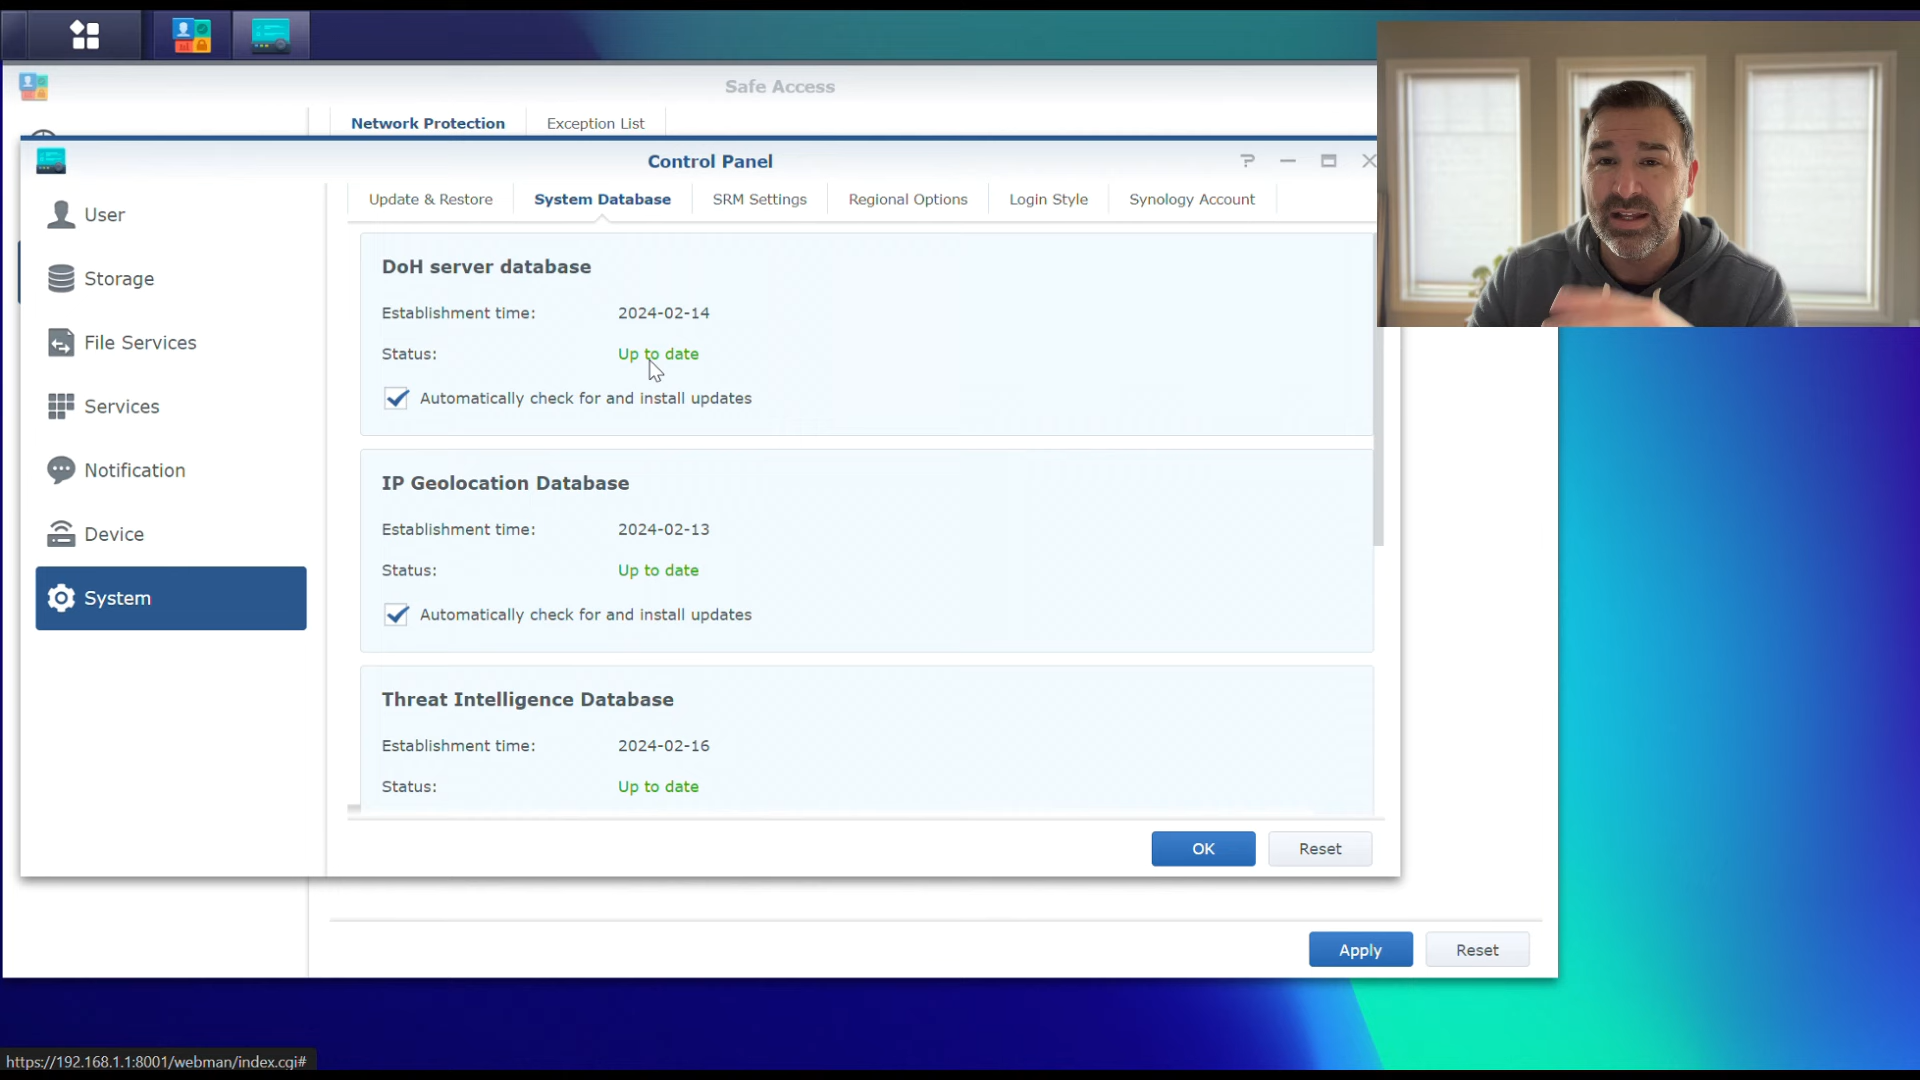 Safe Access
Network Protection Exception List
Control Panel
Update & Restore System Database SRM Settings Regional Options Login Style Synology Account
User
Storage
File Services
Services
Notification
Device
System
DoH server database
Establishment time: 2024-02-14
Status: Up to date
Automatically check for and install updates
IP Geolocation Database
Establishment time: 2024-02-13
Status: Up to date
Automatically check for and install updates
Threat Intelligence Database
Establishment time: 2024-02-16
Status: Up to date
OK Reset
Apply Reset
https://192.168.1.1:8001/webman/index.cgi#